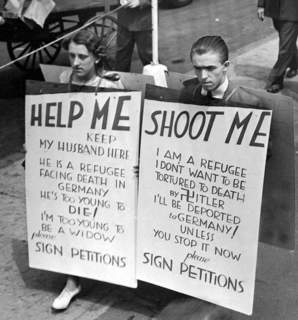 HELP ME
KEEP
MY HUSBAND HERE
HE IS A REFUGEE
FACING DEATH IN
GERMANY
HE'S TOO YOUNG TO
DIE!
I'M TOO YOUNG TO
BE A WIDOW
please
SIGN PETITIONS
SHOOT ME
I AM A REFUGEE
I DON'T WANT TO BE
TORTURED TO DEATH
BY HITLER
I'LL BE DEPORTED
to GERMANY!
UNLESS
YOU STOP IT NOW
please
SIGN PETITIONS